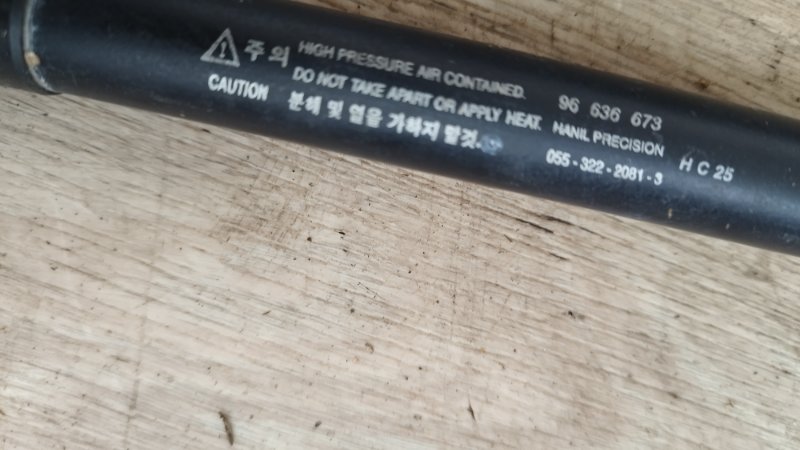 주의 HIGH PRESSURE AIR CONTAINED.
CAUTION DO NOT TAKE APART OR APPLY HEAT.
분해 및 열을 가하지 말것.
96 636 673
HANIL PRECISION H C 25
055-322-2081-3